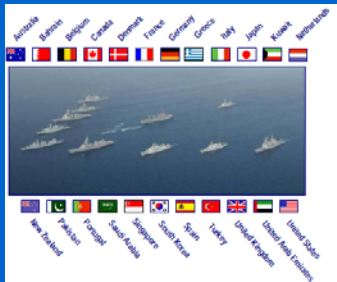 Australia
Bahrain
Belgium
Canada
Denmark
France
Germany
Greece
Italy
Japan
Kuwait
Netherlands
New Zealand
Pakistan
Portugal
Saudi Arabia
Singapore
South Korea
Spain
Turkey
United Kingdom
United Arab Emirates
United States